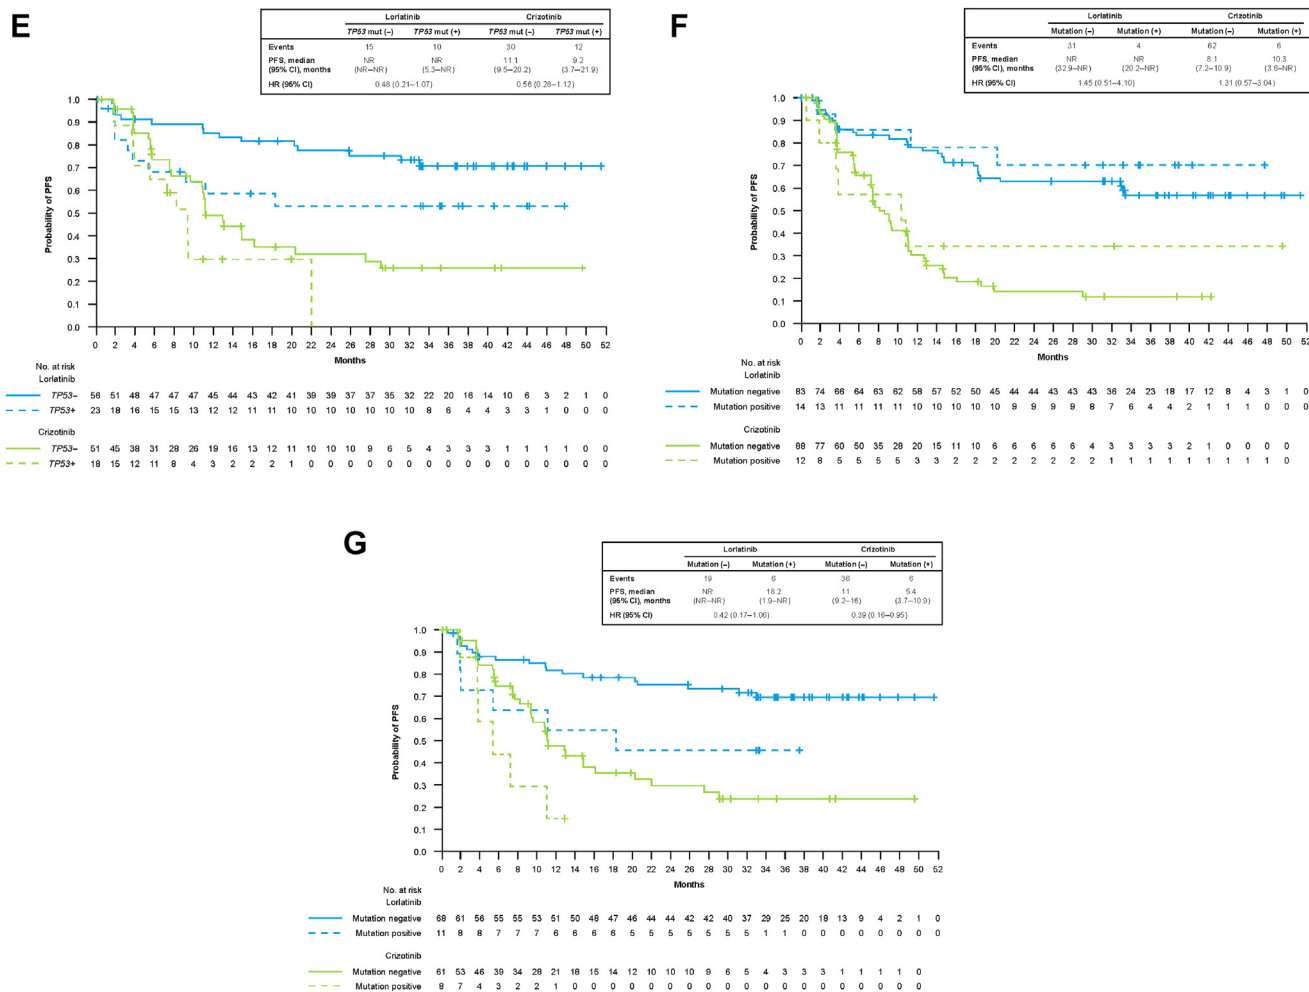 E
Lorlatinib Crizotinib
TP53 mut (–) TP53 mut (+) TP53 mut (–) TP53 mut (+)
Events 15 10 30 12
PFS, median (95% CI), months NR (NR–NR) NR (5.3–NR) 11.1 (9.5–20.2) 9.2 (3.7–21.9)
HR (95% CI) 0.48 (0.21–1.07) 0.56 (0.28–1.12)
Probability of PFS
1.0
0.9
0.8
0.7
0.6
0.5
0.4
0.3
0.2
0.1
0.0
0 2 4 6 8 10 12 14 16 18 20 22 24 26 28 30 32 34 36 38 40 42 44 46 48 50 52
Months
No. at risk
Lorlatinib
TP53– 56 51 48 47 47 47 45 44 43 42 41 39 39 37 37 35 32 22 20 16 14 10 6 3 2 1 0
TP53+ 23 18 16 15 15 13 12 12 11 11 10 10 10 10 10 10 10 8 6 4 4 3 3 1 0 0 0
Crizotinib
TP53– 51 45 38 31 28 26 19 16 13 12 11 10 10 10 9 6 5 4 3 3 3 1 1 1 1 0 0
TP53+ 18 15 12 11 8 4 3 2 2 2 1 0 0 0 0 0 0 0 0 0 0 0 0 0 0 0 0
F
Lorlatinib Crizotinib
Mutation (–) Mutation (+) Mutation (–) Mutation (+)
Events 31 4 62 6
PFS, median (95% CI), months NR (32.9–NR) NR (20.2–NR) 8.1 (7.2–10.9) 10.3 (3.6–NR)
HR (95% CI) 1.45 (0.51–4.10) 1.31 (0.57–3.04)
Probability of PFS
1.0
0.9
0.8
0.7
0.6
0.5
0.4
0.3
0.2
0.1
0.0
0 2 4 6 8 10 12 14 16 18 20 22 24 26 28 30 32 34 36 38 40 42 44 46 48 50 52
Months
No. at risk
Lorlatinib
Mutation negative 83 74 66 64 63 62 58 57 52 50 45 44 44 43 43 43 36 24 23 18 17 12 8 4 3 1 0
Mutation positive 14 13 11 11 11 11 10 10 10 10 10 9 9 9 9 8 7 6 4 4 2 1 1 1 0 0 0
Crizotinib
Mutation negative 88 77 60 50 35 28 20 15 11 10 6 6 6 6 6 4 3 3 3 3 2 1 0 0 0 0
Mutation positive 12 8 5 5 5 5 3 3 2 2 2 2 2 2 2 2 1 1 1 1 1 1 1 1 1 0
G
Lorlatinib Crizotinib
Mutation (–) Mutation (+) Mutation (–) Mutation (+)
Events 19 6 36 6
PFS, median (95% CI), months NR (NR–NR) 18.2 (1.9–NR) 11 (9.2–16) 5.4 (3.7–10.9)
HR (95% CI) 0.42 (0.17–1.06) 0.39 (0.16–0.95)
Probability of PFS
1.0
0.9
0.8
0.7
0.6
0.5
0.4
0.3
0.2
0.1
0.0
0 2 4 6 8 10 12 14 16 18 20 22 24 26 28 30 32 34 36 38 40 42 44 46 48 50 52
Months
No. at risk
Lorlatinib
Mutation negative 68 61 56 55 55 53 51 50 48 47 46 44 44 42 42 40 37 29 25 20 18 13 9 4 2 1 0
Mutation positive 11 8 8 7 7 7 6 6 6 6 5 5 5 5 5 5 5 1 1 0 0 0 0 0 0 0 0
Crizotinib
Mutation negative 61 53 46 39 34 28 21 18 15 14 12 10 10 10 9 6 5 4 3 3 3 1 1 1 1 0
Mutation positive 8 7 4 3 2 2 1 0 0 0 0 0 0 0 0 0 0 0 0 0 0 0 0 0 0 0